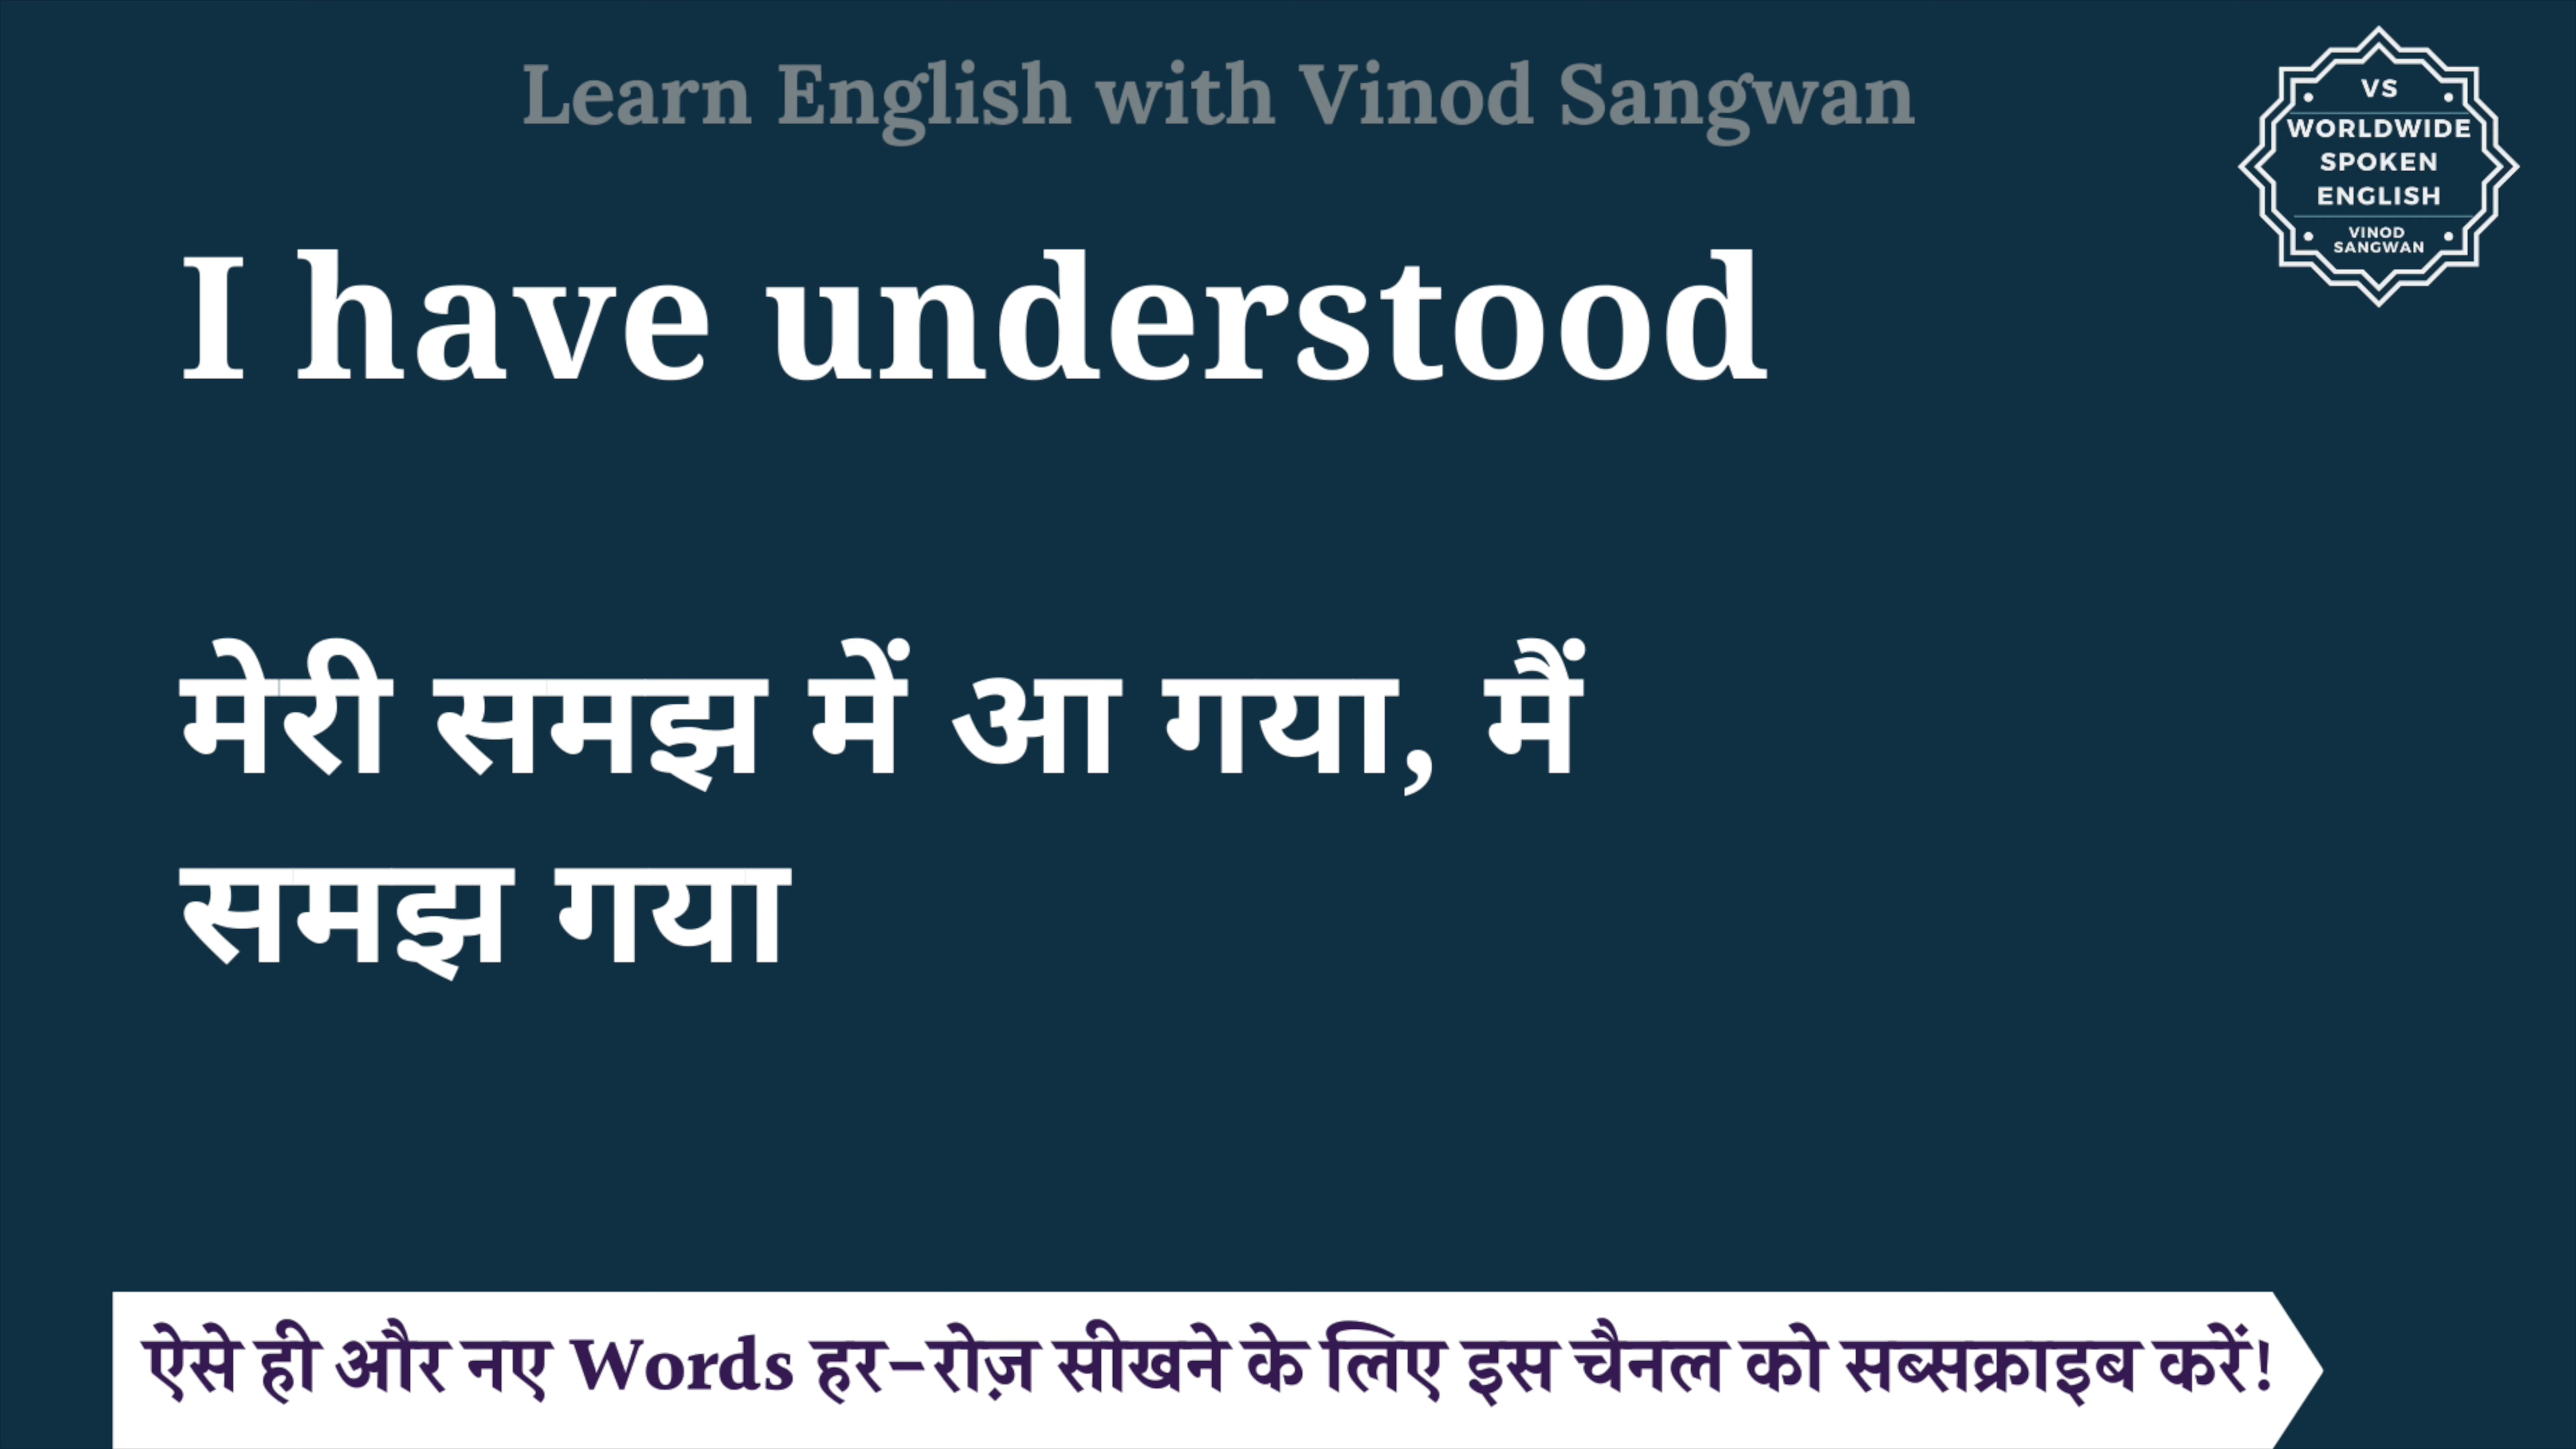 Learn English with Vinod Sangwan
VS
WORLDWIDE
SPOKEN
ENGLISH
VINOD
SANGWAN
I have understood
मेरी समझ में आ गया, मैं
समझ गया
ऐसे ही और नए Words हर-रोज़ सीखने के लिए इस चैनल को सब्सक्राइब करें!